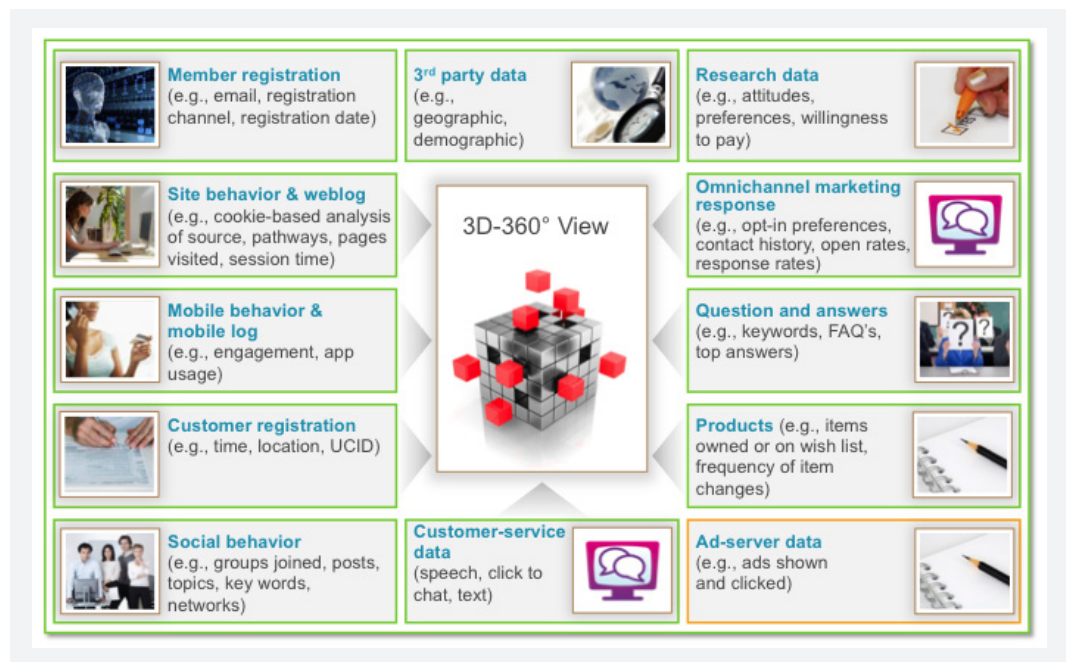 Member registration
(e.g., email, registration
channel, registration date)
3rd party data
(e.g.,
geographic,
demographic)
Research data
(e.g., attitudes,
preferences, willingness
to pay)
Site behavior & weblog
(e.g., cookie-based analysis
of source, pathways, pages
visited, session time)
3D-360° View
Omnichannel marketing
response
(e.g., opt-in preferences,
contact history, open rates,
response rates)
Mobile behavior &
mobile log
(e.g., engagement, app
usage)
Question and answers
(e.g., keywords, FAQ's,
top answers)
?
?
Customer registration
(e.g., time, location, UCID)
Products (e.g., items
owned or on wish list,
frequency of item
changes)
Social behavior
(e.g., groups joined, posts,
topics, key words,
networks)
Customer-service
data
(speech, click to
chat, text)
Ad-server data
(e.g., ads shown
and clicked)